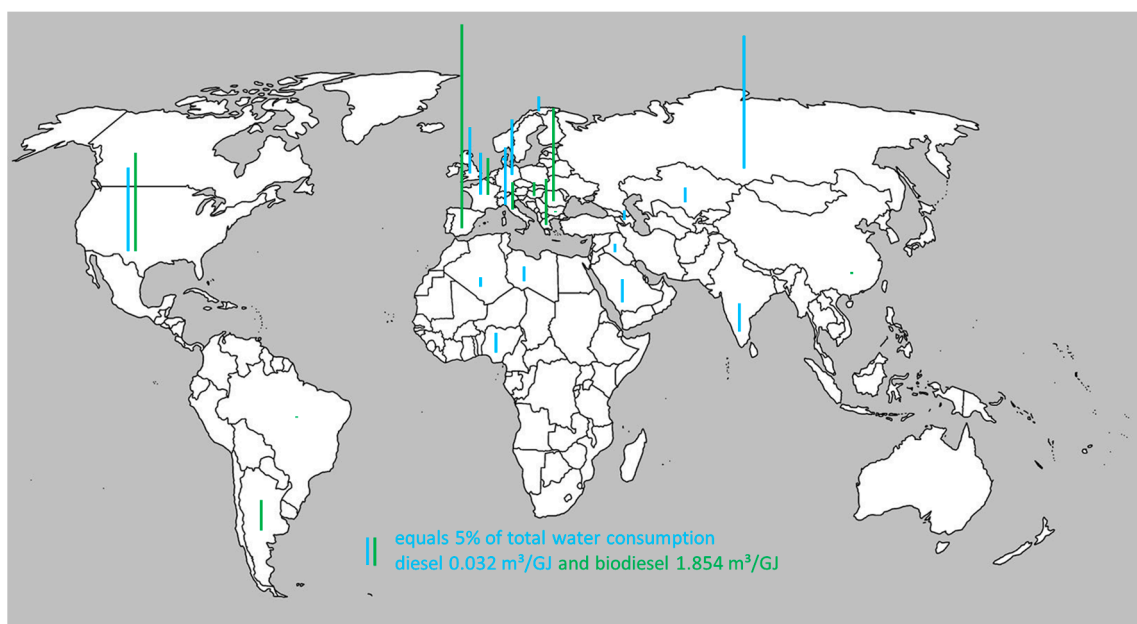 equals 5% of total water consumption
diesel 0.032 m³/GJ and biodiesel 1.854 m³/GJ